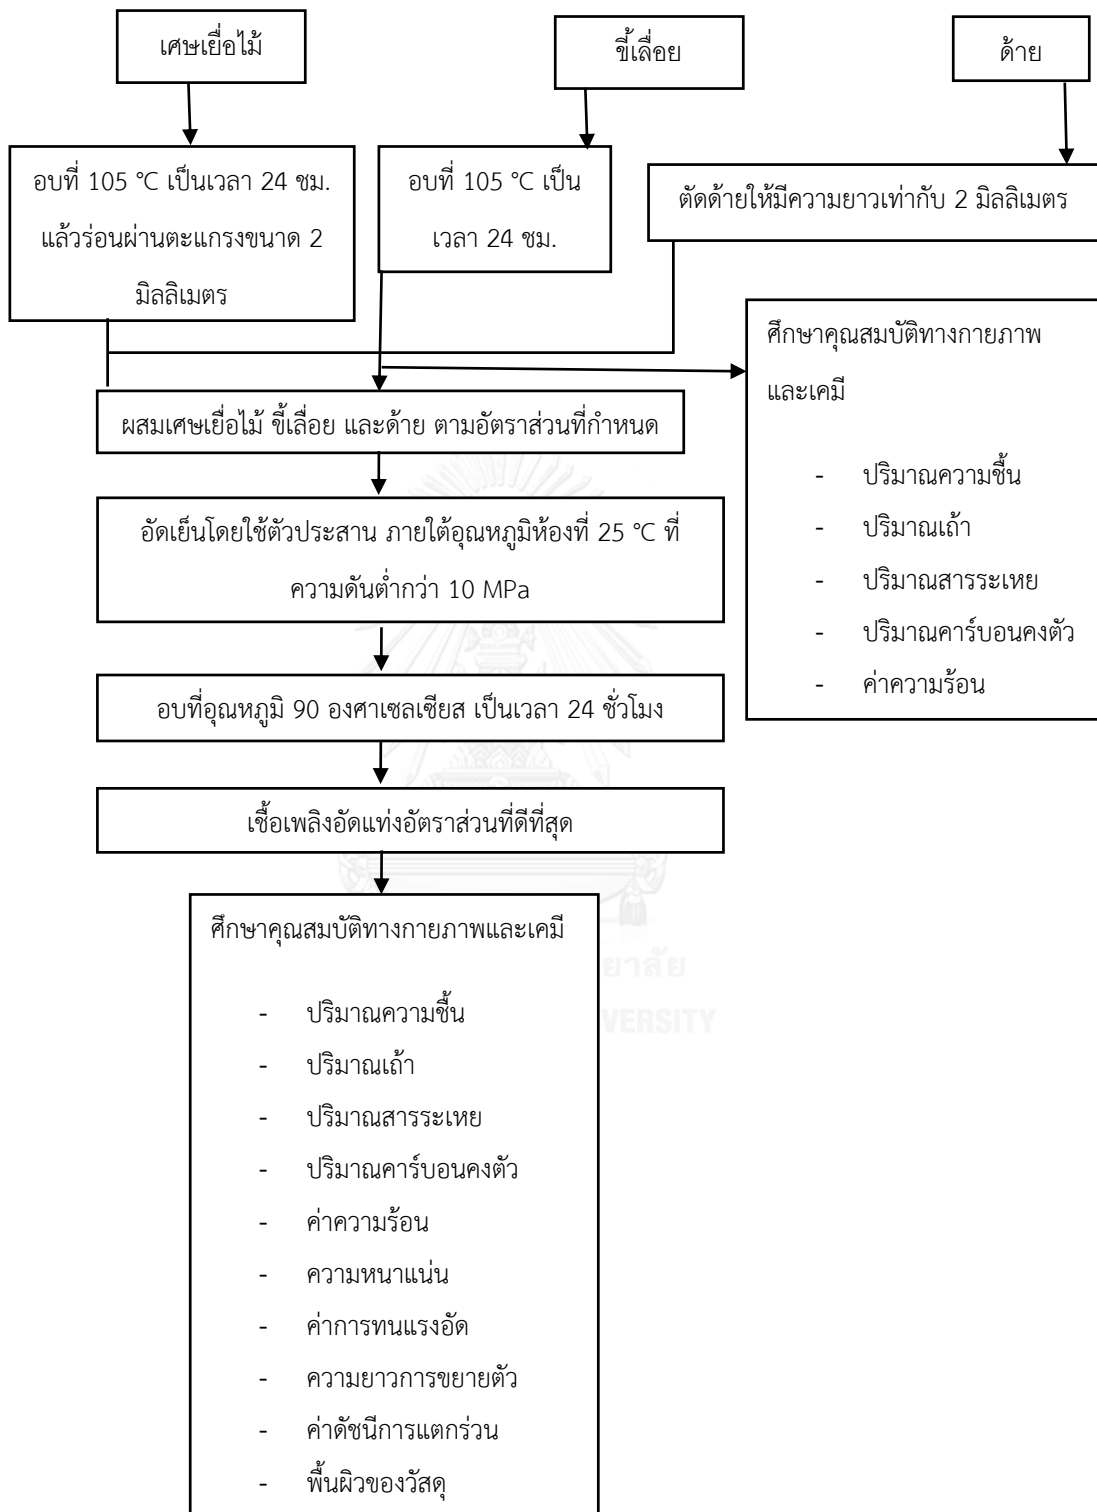 เศษเยื่อไม้
ขี้เลื่อย
ด้าย
อบที่ 105 °C เป็นเวลา 24 ชม.
แล้วร่อนผ่านตะแกรงขนาด 2
มิลลิเมตร
อบที่ 105 °C เป็น
เวลา 24 ชม.
ตัดด้ายให้มีความยาวเท่ากับ 2 มิลลิเมตร
ศึกษาคุณสมบัติทางกายภาพ
และเคมี
- ปริมาณความชื้น
- ปริมาณเถ้า
- ปริมาณสารระเหย
- ปริมาณคาร์บอนคงตัว
- ค่าความร้อน
ผสมเศษเยื่อไม้ ขี้เลื่อย และด้าย ตามอัตราส่วนที่กำหนด
อัดเย็นโดยใช้ตัวประสาน ภายใต้อุณหภูมิห้องที่ 25 °C ที่
ความดันต่ำกว่า 10 MPa
อบที่อุณหภูมิ 90 องศาเซลเซียส เป็นเวลา 24 ชั่วโมง
เชื้อเพลิงอัดแท่งอัตราส่วนที่ดีที่สุด
ศึกษาคุณสมบัติทางกายภาพและเคมี
- ปริมาณความชื้น
- ปริมาณเถ้า
- ปริมาณสารระเหย
- ปริมาณคาร์บอนคงตัว
- ค่าความร้อน
- ความหนาแน่น
- ค่าการทนแรงอัด
- ความยาวการขยายตัว
- ค่าดัชนีการแตกร่วน
- พื้นผิวของวัสดุ
ยาลัย
VERSITY